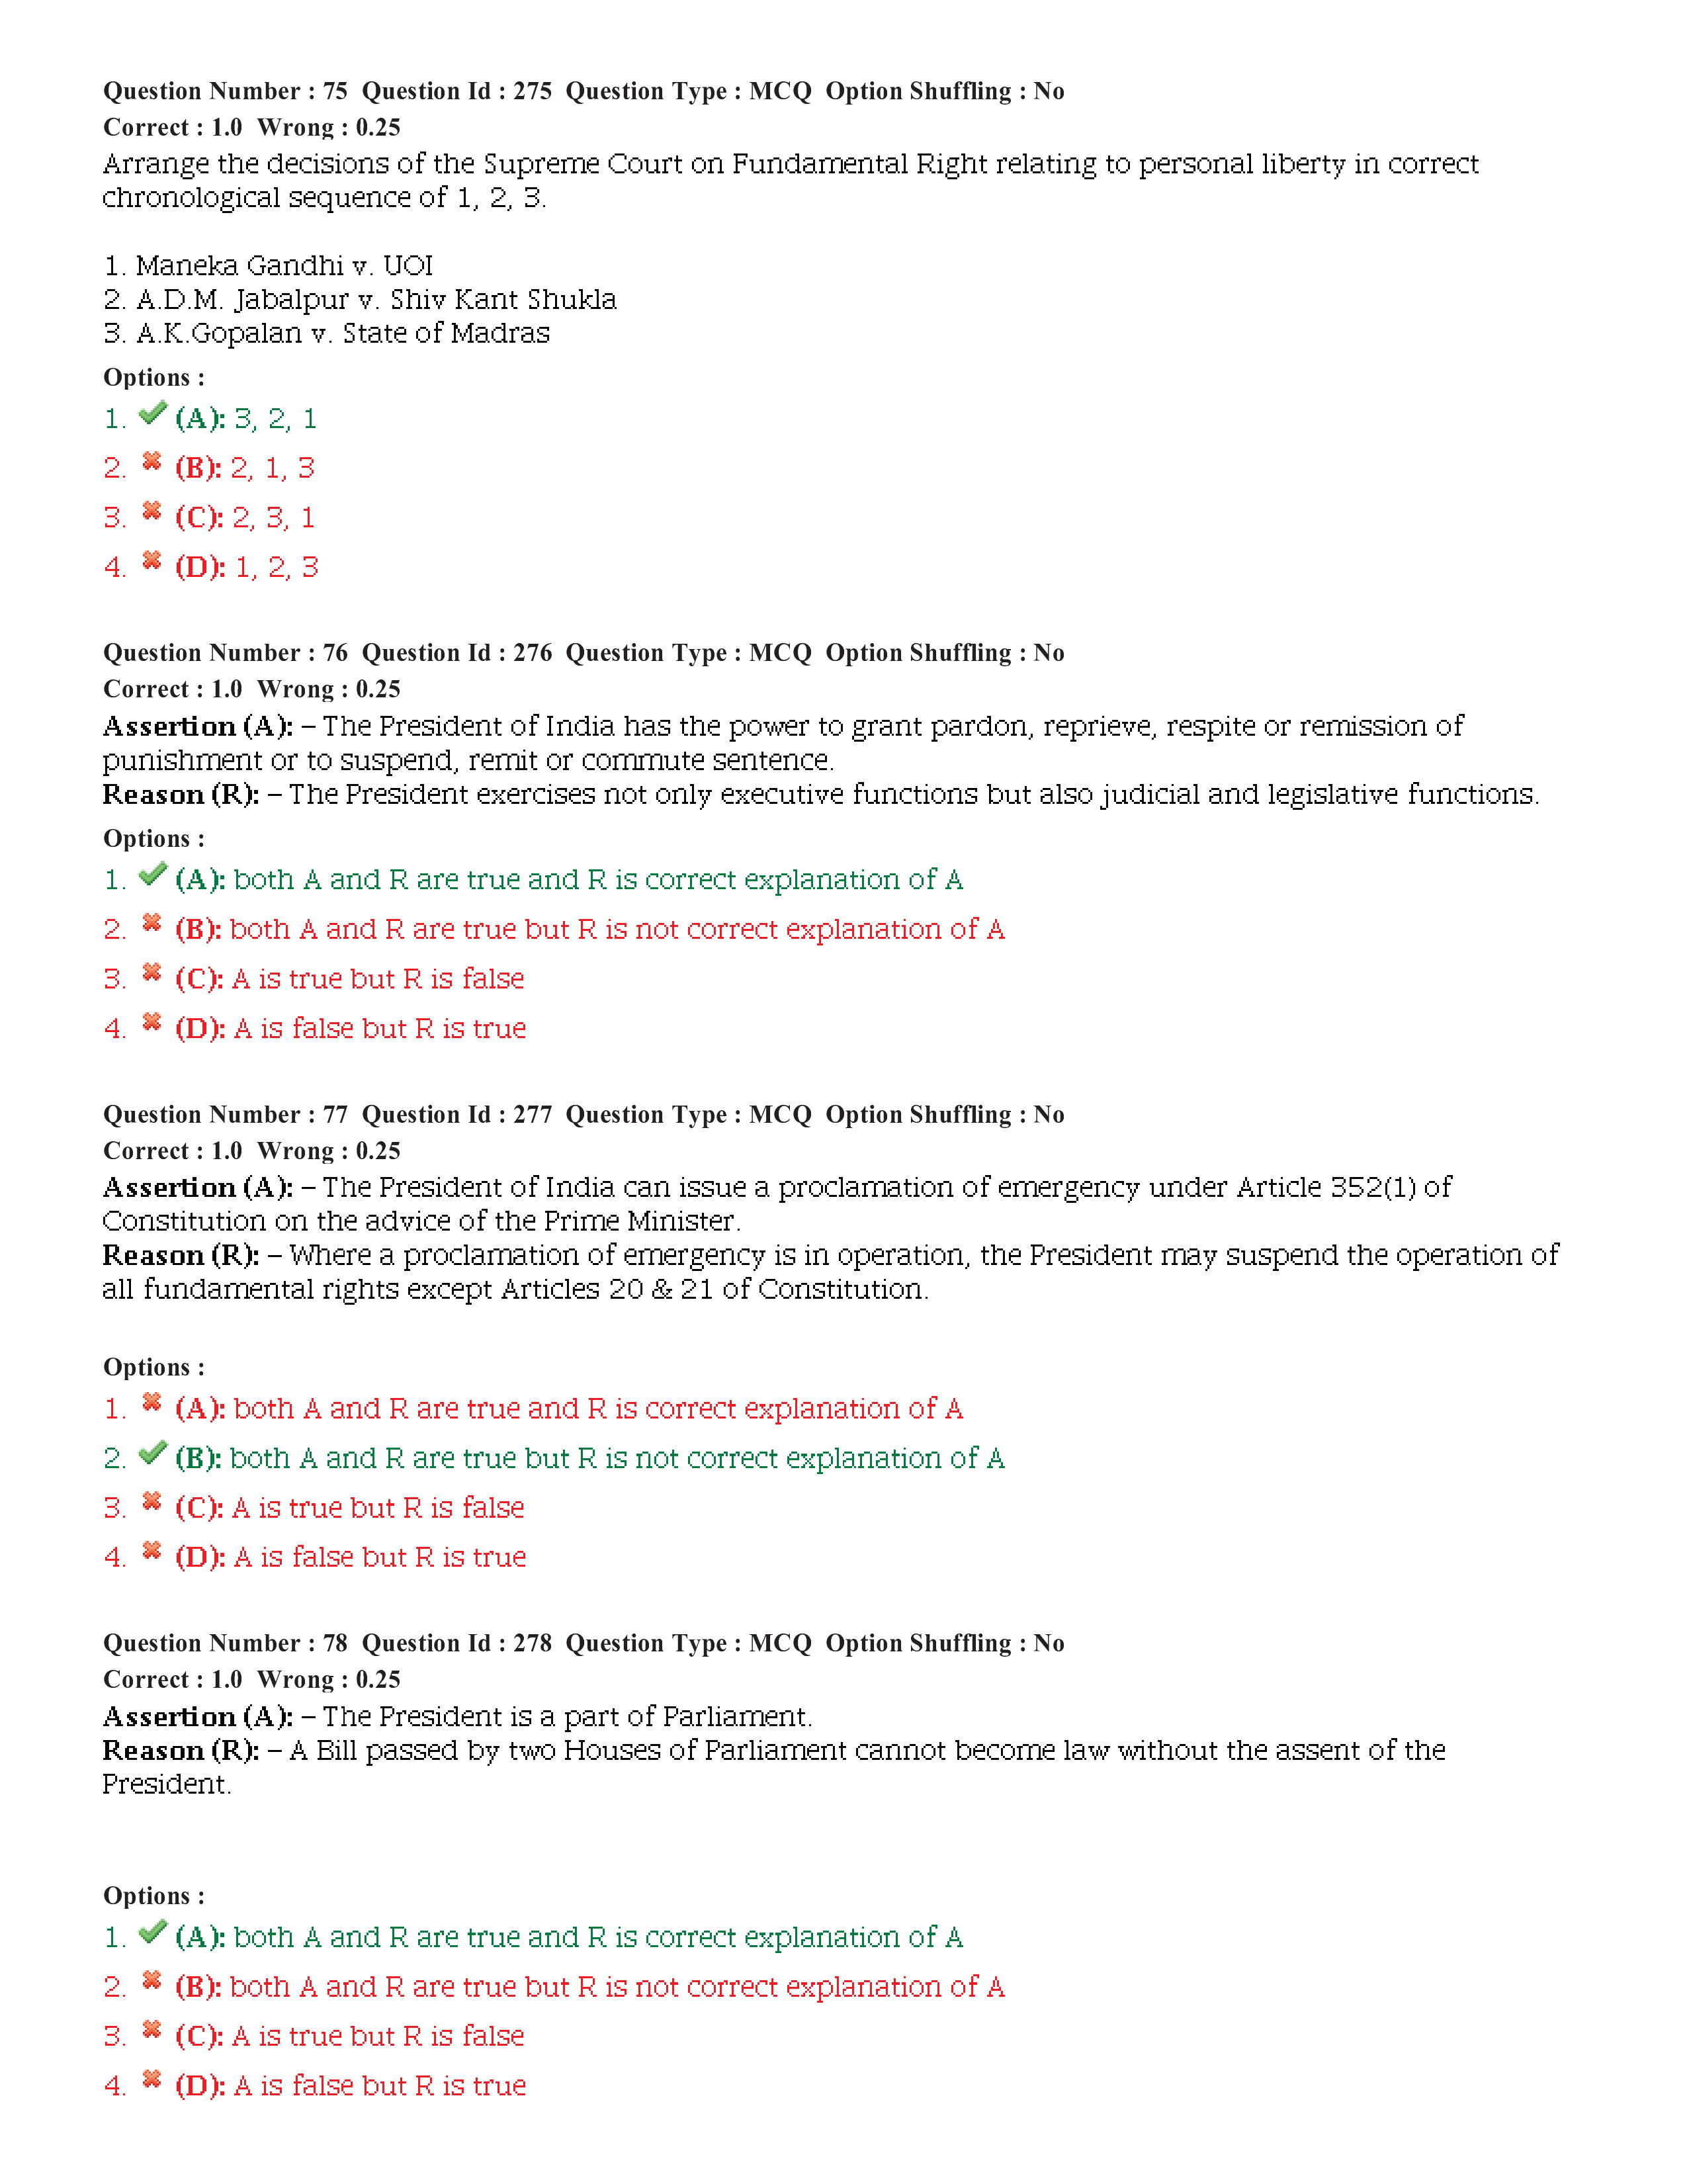 Question Number : 75 Question Id : 275 Question Type : MCQ Option Shuffling : No
Correct : 1.0 Wrong : 0.25
Arrange the decisions of the Supreme Court on Fundamental Right relating to personal liberty in correct
chronological sequence of 1, 2, 3.
1. Maneka Gandhi v. UOI
2. A.D.M. Jabalpur v. Shiv Kant Shukla
3. A.K.Gopalan v. State of Madras
Options :
1. (A): 3, 2, 1
2. (B): 2, 1, 3
3. (C): 2, 3, 1
4. (D): 1, 2, 3
Question Number : 76 Question Id : 276 Question Type : MCQ Option Shuffling : No
Correct : 1.0 Wrong : 0.25
Assertion (A): – The President of India has the power to grant pardon, reprieve, respite or remission of
punishment or to suspend, remit or commute sentence.
Reason (R): – The President exercises not only executive functions but also judicial and legislative functions.
Options :
1. (A): both A and R are true and R is correct explanation of A
2. (B): both A and R are true but R is not correct explanation of A
3. (C): A is true but R is false
4. (D): A is false but R is true
Question Number : 77 Question Id : 277 Question Type : MCQ Option Shuffling : No
Correct : 1.0 Wrong : 0.25
Assertion (A): – The President of India can issue a proclamation of emergency under Article 352(1) of
Constitution on the advice of the Prime Minister.
Reason (R): – Where a proclamation of emergency is in operation, the President may suspend the operation of
all fundamental rights except Articles 20 & 21 of Constitution.
Options :
1. (A): both A and R are true and R is correct explanation of A
2. (B): both A and R are true but R is not correct explanation of A
3. (C): A is true but R is false
4. (D): A is false but R is true
Question Number : 78 Question Id : 278 Question Type : MCQ Option Shuffling : No
Correct : 1.0 Wrong : 0.25
Assertion (A): – The President is a part of Parliament.
Reason (R): – A Bill passed by two Houses of Parliament cannot become law without the assent of the
President.
Options :
1. (A): both A and R are true and R is correct explanation of A
2. (B): both A and R are true but R is not correct explanation of A
3. (C): A is true but R is false
4. (D): A is false but R is true